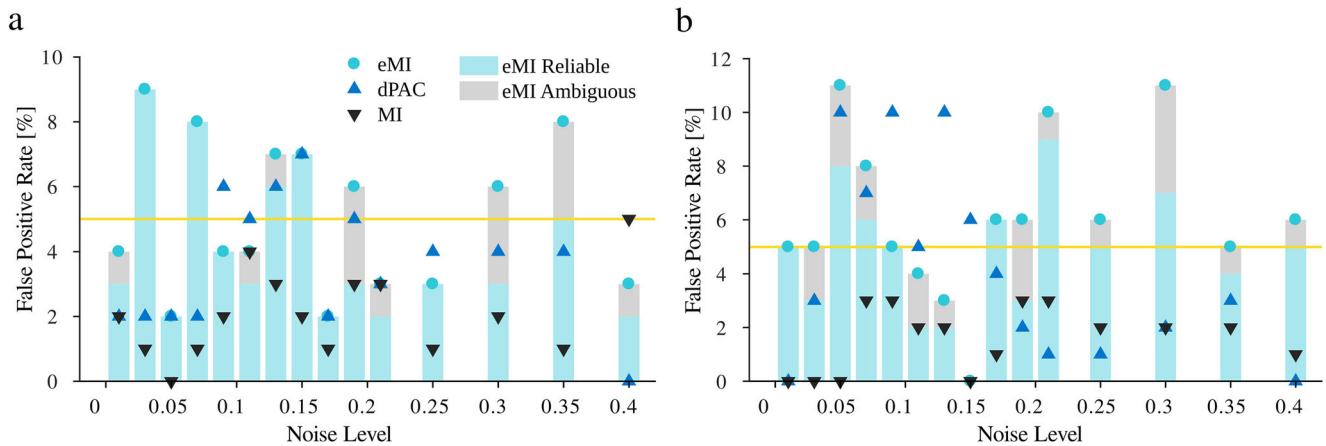 a
False Positive Rate [%]
10
8
6
4
2
0
eMI
dPAC
MI
eMI Reliable
eMI Ambiguous
0 0.05 0.1 0.15 0.2 0.25 0.3 0.35 0.4
Noise Level
b
False Positive Rate [%]
12
10
8
6
4
2
0
0 0.05 0.1 0.15 0.2 0.25 0.3 0.35 0.4
Noise Level